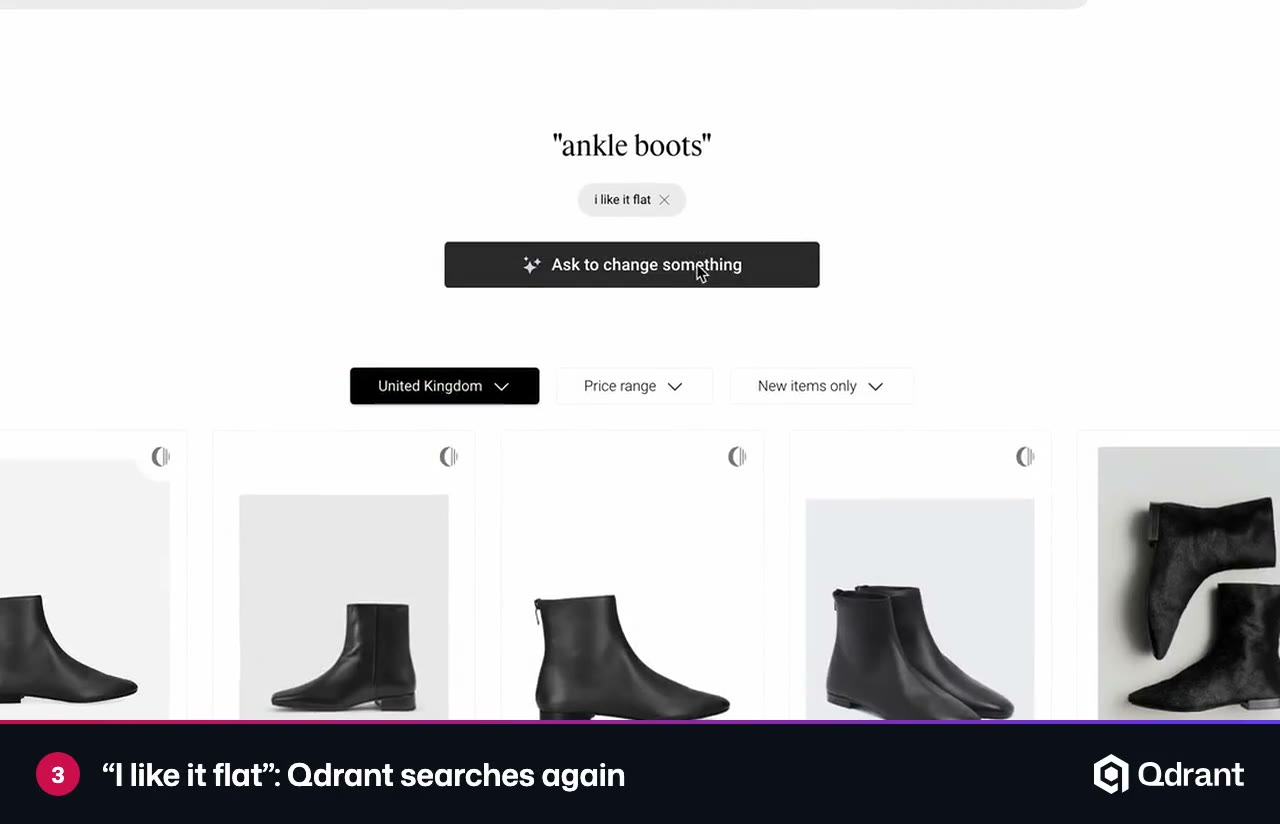 "ankle boots"
i like it flat
Ask to change something
United Kingdom
Price range
New items only
3
“I like it flat”: Qdrant searches again
Qdrant